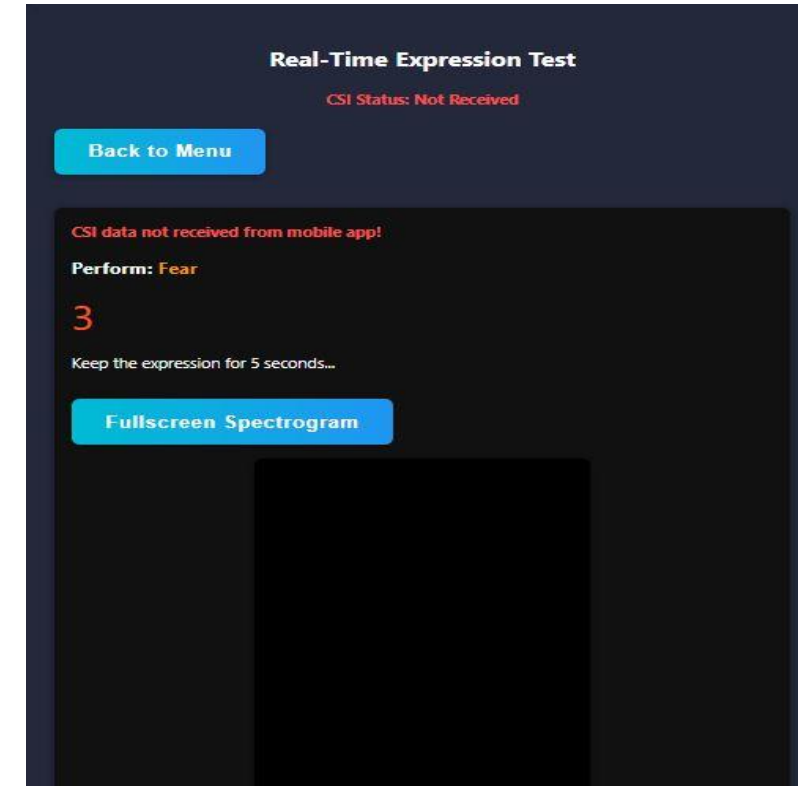 Real-Time Expression Test
CSI Status: Not Received
Back to Menu
CSI data not received from mobile app!
Perform: Fear
3
Keep the expression for 5 seconds...
Fullscreen Spectrogram